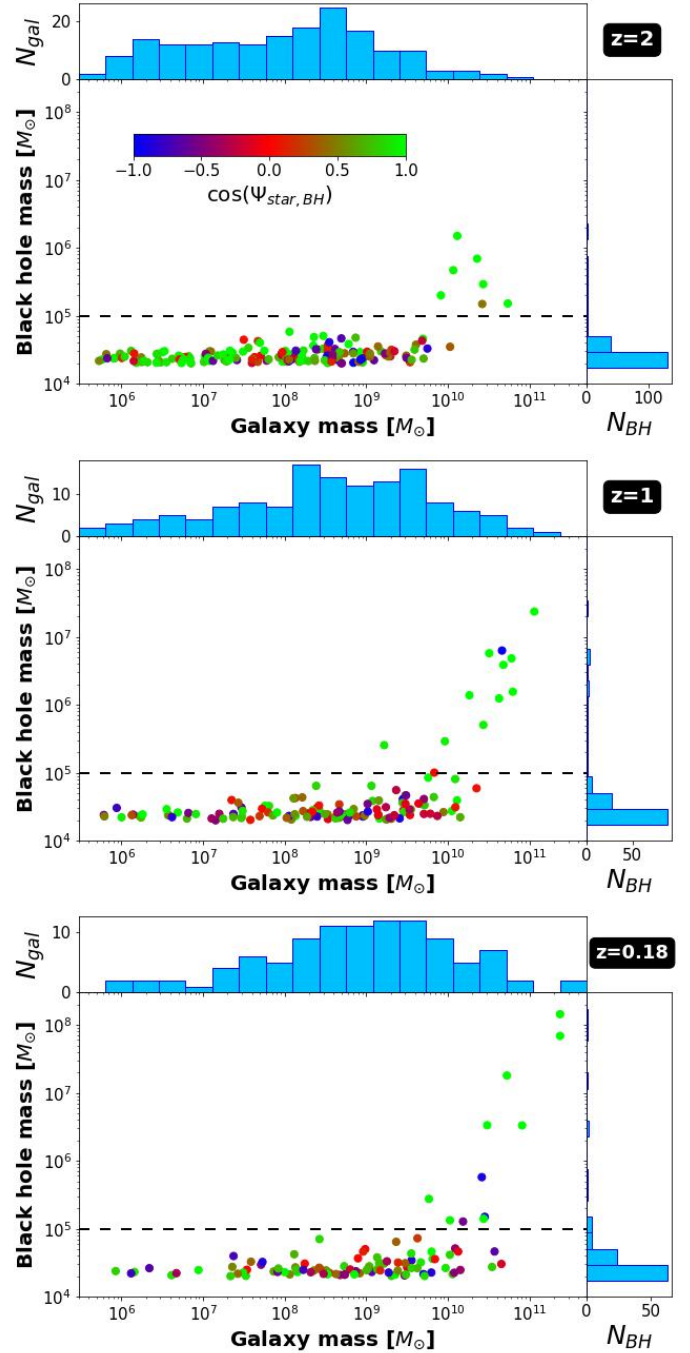 N_gal
20
0
z=2
Black hole mass [M⊙]
10^8
10^7
10^6
10^5
10^4
−1.0 −0.5 0.0 0.5 1.0
cos(Ψ_star,BH)
10^6 10^7 10^8 10^9 10^10 10^11
0 100
Galaxy mass [M⊙]
N_BH
N_gal
10
0
z=1
Black hole mass [M⊙]
10^8
10^7
10^6
10^5
10^4
10^6 10^7 10^8 10^9 10^10 10^11
0 50
Galaxy mass [M⊙]
N_BH
N_gal
10
0
z=0.18
Black hole mass [M⊙]
10^8
10^7
10^6
10^5
10^4
10^6 10^7 10^8 10^9 10^10 10^11
0 50
Galaxy mass [M⊙]
N_BH